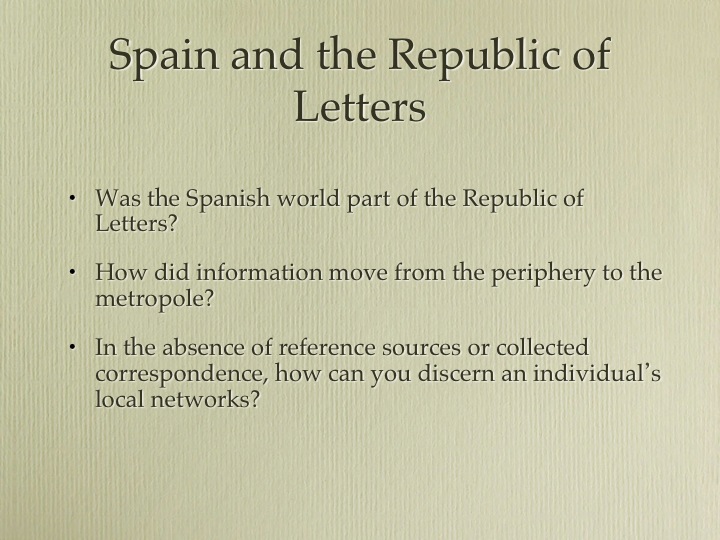 Spain and the Republic of
Letters
• Was the Spanish world part of the Republic of
Letters?
• How did information move from the periphery to the
metropole?
• In the absence of reference sources or collected
correspondence, how can you discern an individual’s
local networks?